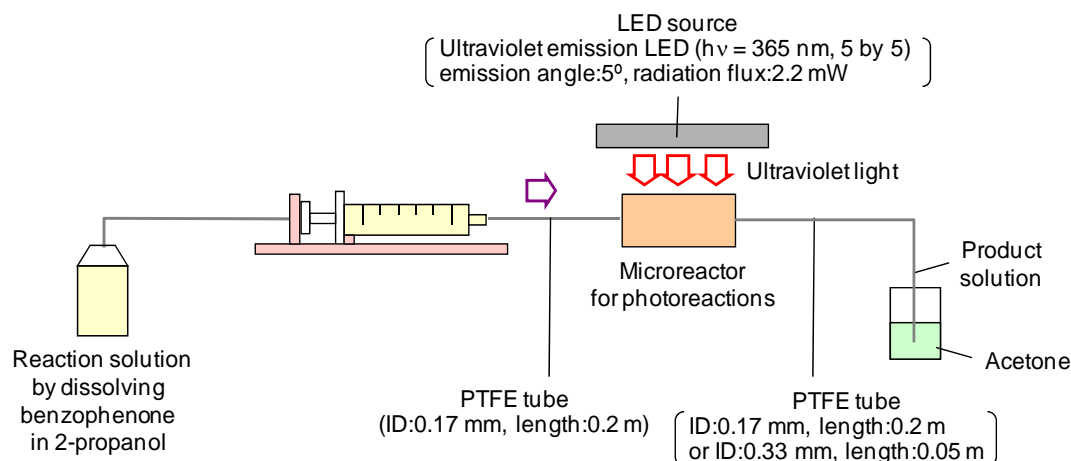 LED source
Ultraviolet emission LED (hν = 365 nm, 5 by 5)
emission angle:5º, radiation flux:2.2 mW
Ultraviolet light
Microreactor
for photoreactions
Product
solution
Acetone
Reaction solution
by dissolving
benzophenone
in 2-propanol
PTFE tube
(ID:0.17 mm, length:0.2 m)
PTFE tube
ID:0.17 mm, length:0.2 m
or ID:0.33 mm, length:0.05 m